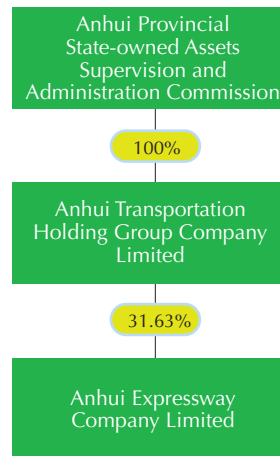 Anhui Provincial
State-owned Assets
Supervision and
Administration Commission
100%
Anhui Transportation
Holding Group Company
Limited
31.63%
Anhui Expressway
Company Limited